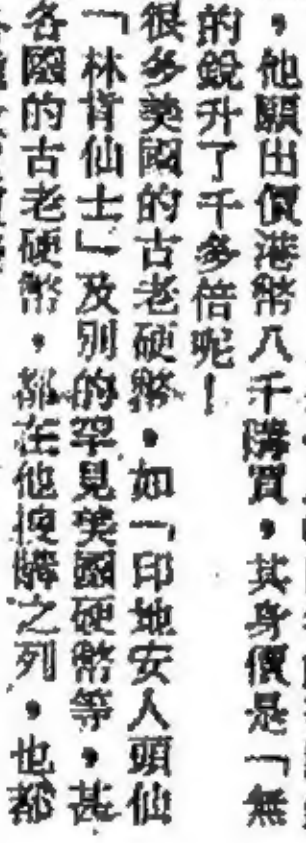 ，他願出價港幣八千購買，其身價是「無
的銳升了千多倍呢！
很多美國的古老硬幣，如「印地安人頭仙
「林肯仙士」及別的罕見美國硬幣等，甚
各國的古老硬幣，都在他搜購之列，也都